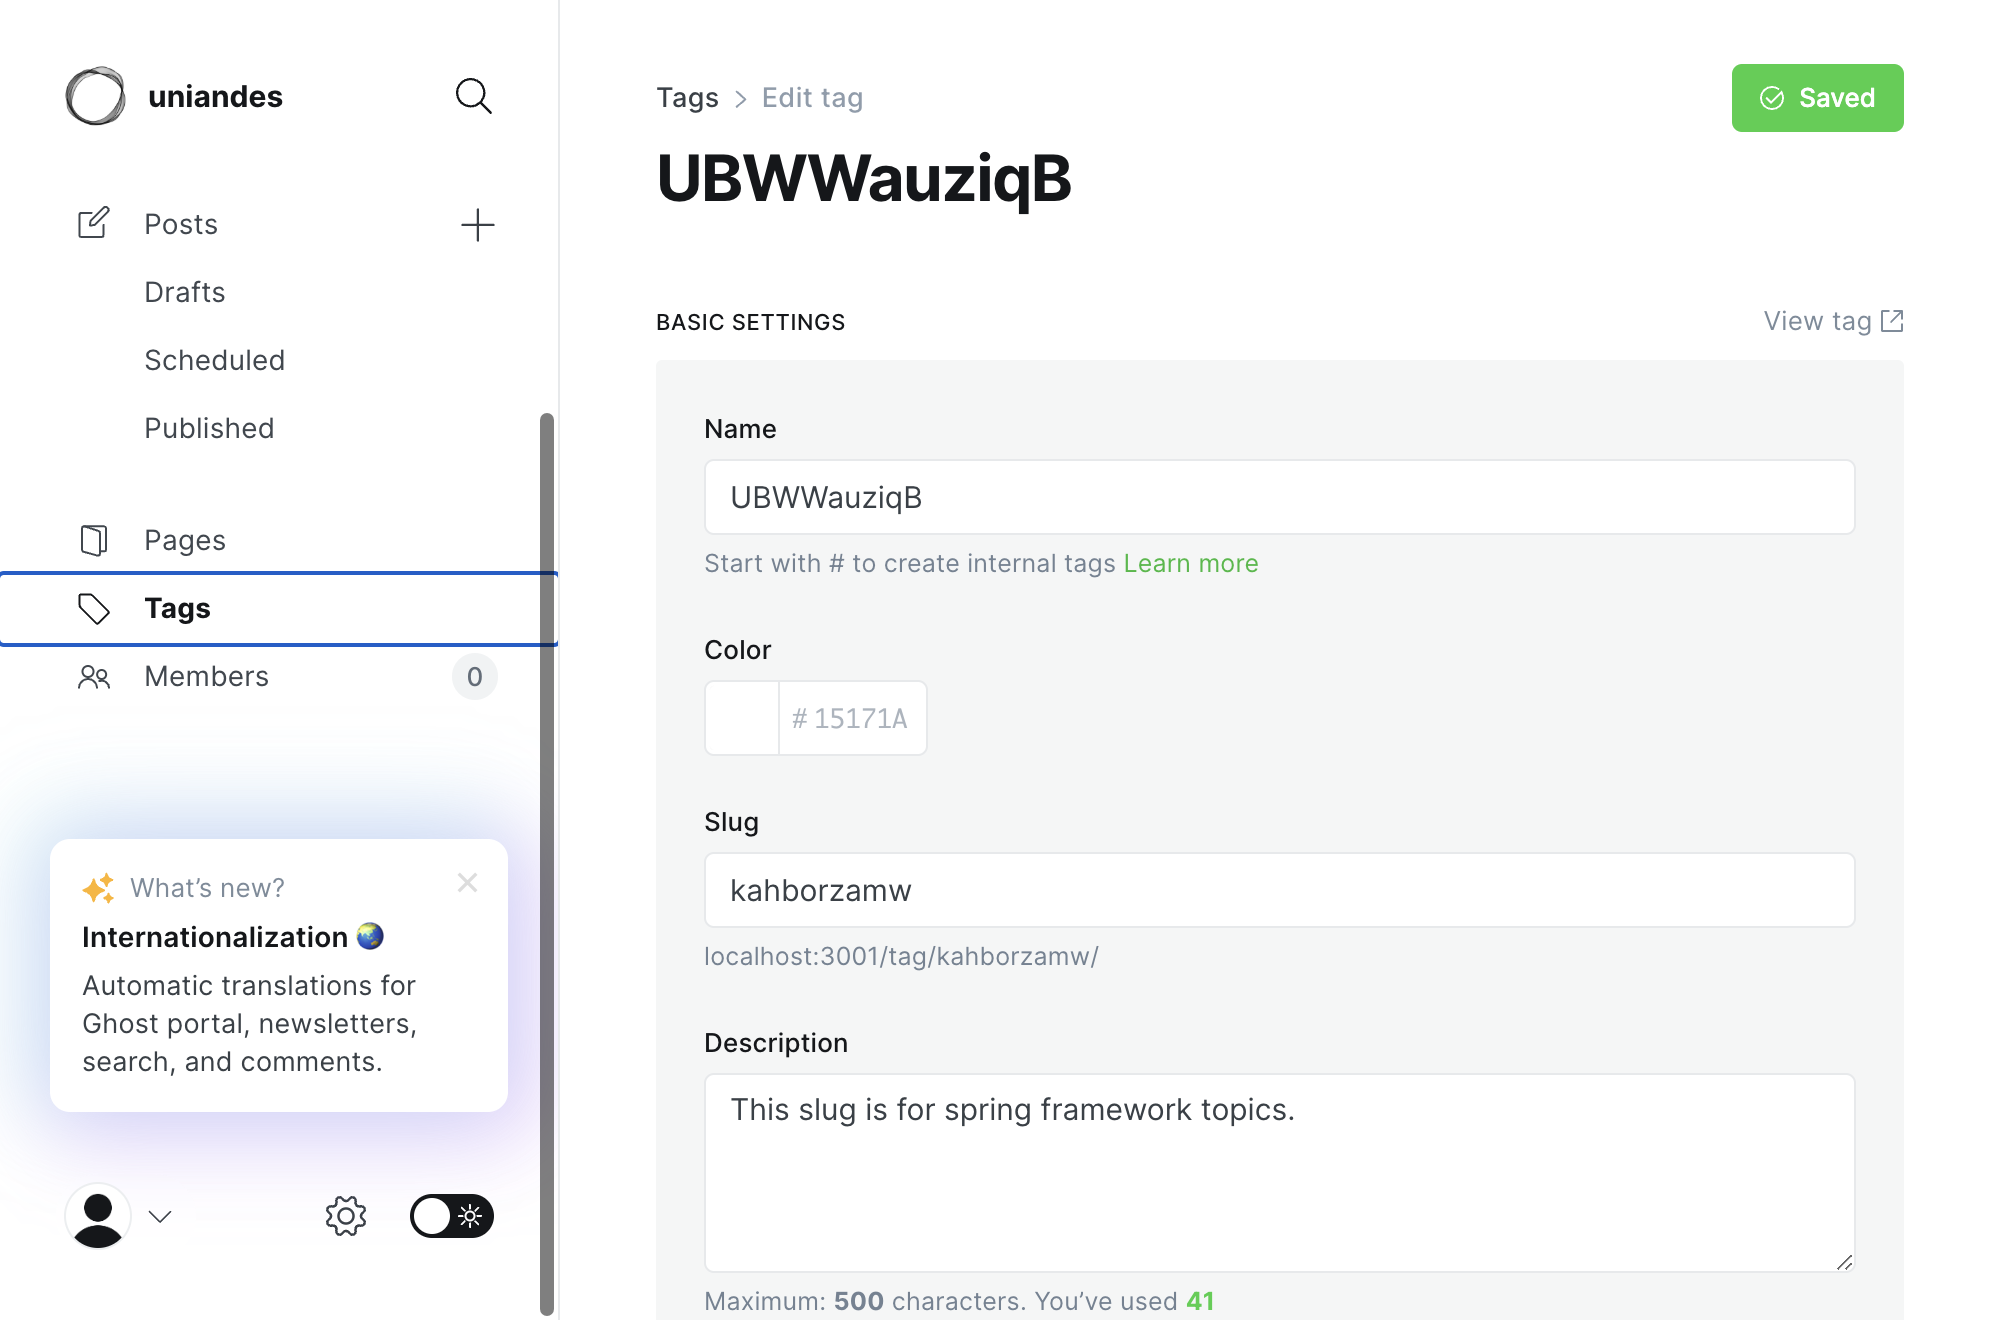 uniandes
Posts
Drafts
Scheduled
Published
Pages
Tags
Members
0
What’s new?
Internationalization
Automatic translations for
Ghost portal, newsletters,
search, and comments.
Tags > Edit tag
Saved
UBWWauziqB
BASIC SETTINGS
View tag
Name
UBWWauziqB
Start with # to create internal tags Learn more
Color
# 15171A
Slug
kahborzamw
localhost:3001/tag/kahborzamw/
Description
This slug is for spring framework topics.
Maximum: 500 characters. You’ve used 41